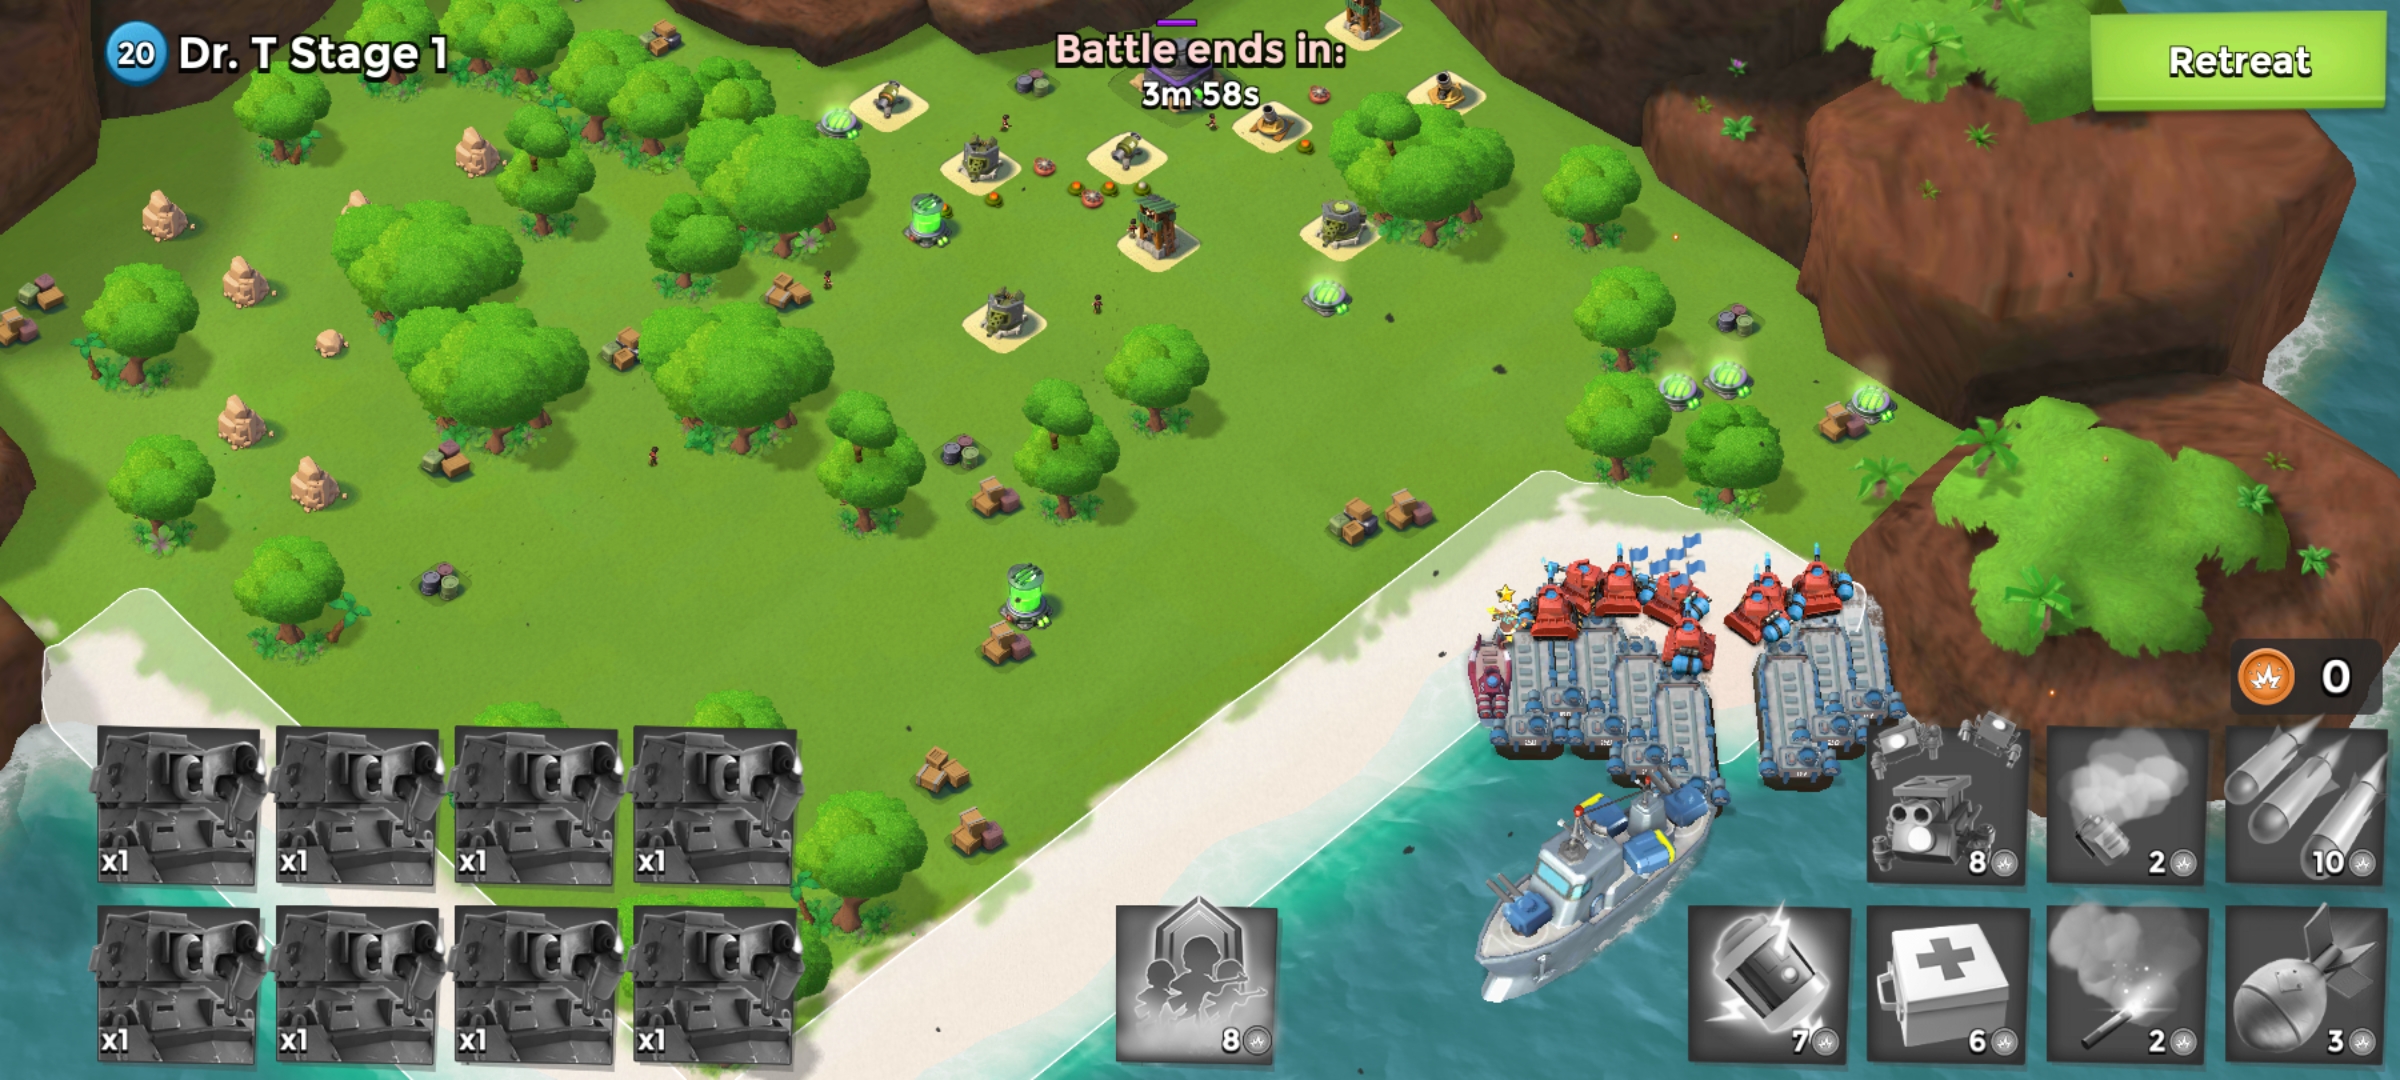 20 Dr. T Stage 1
Battle ends in:
3m 58s
Retreat
0
x1 x1 x1 x1
8 2 10
x1 x1 x1 x1
8 7 6 2 3